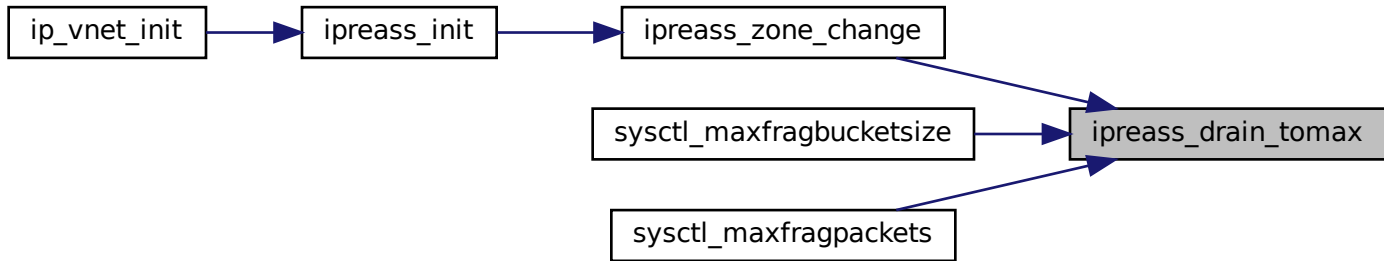 ip_vnet_init
ipreass_init
ipreass_zone_change
sysctl_maxfragbucketsize
ipreass_drain_tomax
sysctl_maxfragpackets